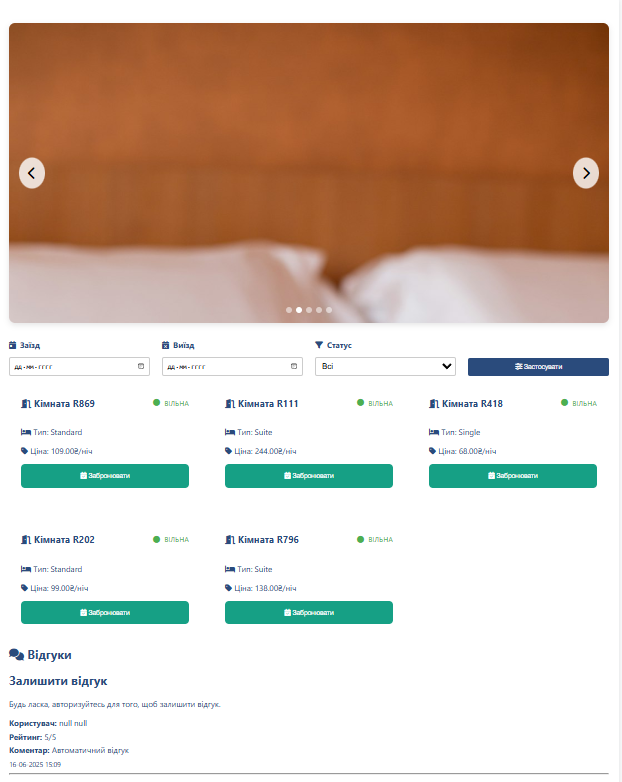 Заїзд Виїзд Статус
дд-мм-гггг дд-мм-гггг Всі Застосувати
Кімната R869 ВІЛЬНА Кімната R111 ВІЛЬНА Кімната R418 ВІЛЬНА
Тип: Standard Тип: Suite Тип: Single
Ціна: 109.00₴/ніч Ціна: 244.00₴/ніч Ціна: 68.00₴/ніч
Забронювати Забронювати Забронювати
Кімната R202 ВІЛЬНА Кімната R796 ВІЛЬНА
Тип: Standard Тип: Suite
Ціна: 99.00₴/ніч Ціна: 138.00₴/ніч
Забронювати Забронювати
Відгуки
Залишити відгук
Будь ласка, авторизуйтесь для того, щоб залишити відгук.
Користувач: null null
Рейтинг: 5/5
Коментар: Автоматичний відгук
16-06-2025 15:09